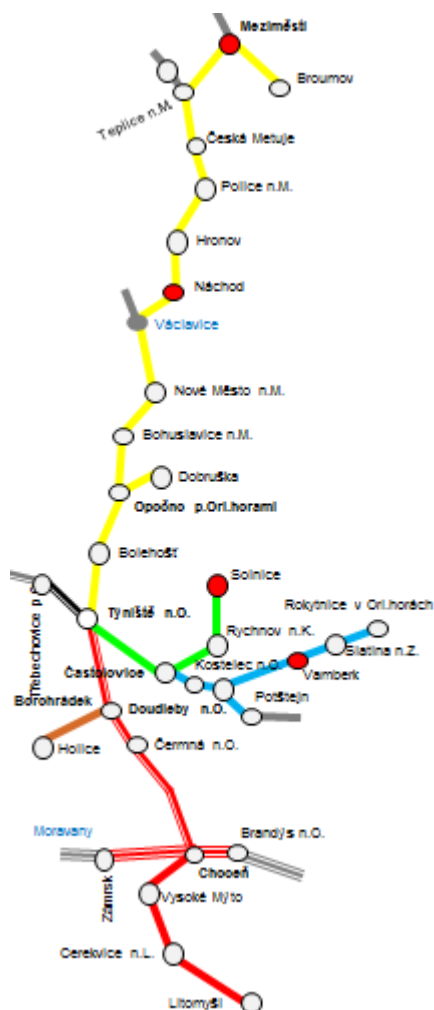 Meziměstí
Broumov
Teplice n.M.
Česká Metuje
Police n.M.
Hronov
Náchod
Václavice
Nové Město n.M.
Bohuslavice n.M.
Dobruška
Opočno p.Orl.horami
Bolehošť
Solnice
Třebechovice p.
Týniště n.O.
Rokytnice v Orl.horách
Rychnov n.K.
Slatina n.Z.
Častolovice
Kostelec n.O.
Vamberk
Potštejn
Borohrádek
Doudleby n.O.
Holice
Čermná n.O.
Moravany
Brandýs n.O.
Choceň
Zámrsk
Vysoké Mýto
Cerekvice n.L.
Litomyšl